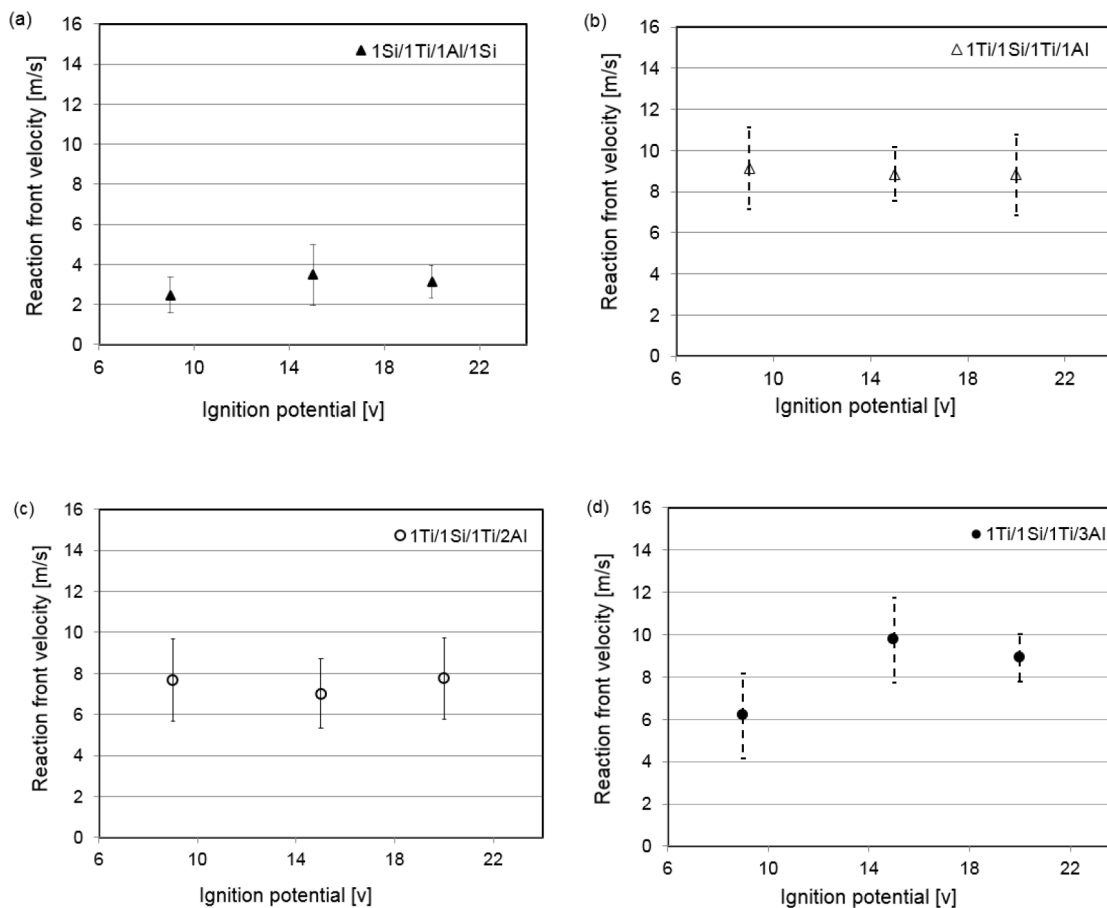 (a)
16
14
12
10
8
6
4
2
0
6 10 14 18 22
Reaction front velocity [m/s]
Ignition potential [v]
1Si/1Ti/1Al/1Si
(b)
16
14
12
10
8
6
4
2
0
6 10 14 18 22
Reaction front velocity [m/s]
Ignition potential [v]
1Ti/1Si/1Ti/1Al
(c)
16
14
12
10
8
6
4
2
0
6 10 14 18 22
Reaction front velocity [m/s]
Ignition potential [v]
1Ti/1Si/1Ti/2Al
(d)
16
14
12
10
8
6
4
2
0
6 10 14 18 22
Reaction front velocity [m/s]
Ignition potential [v]
1Ti/1Si/1Ti/3Al